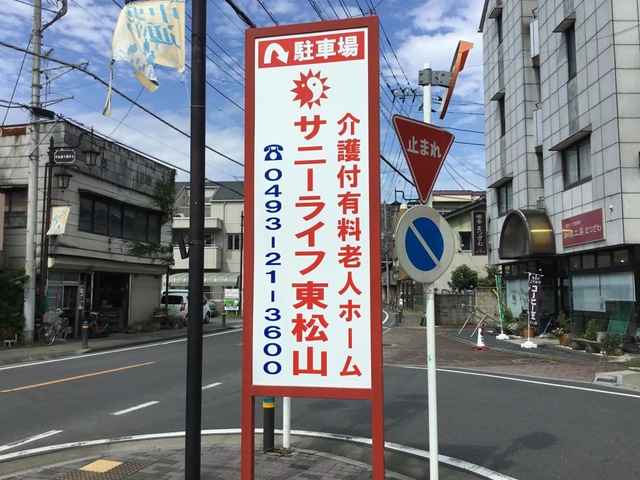 駐車場
介護付有料老人ホーム
サニーライフ東松山
☎0493-21-3600
止まれ